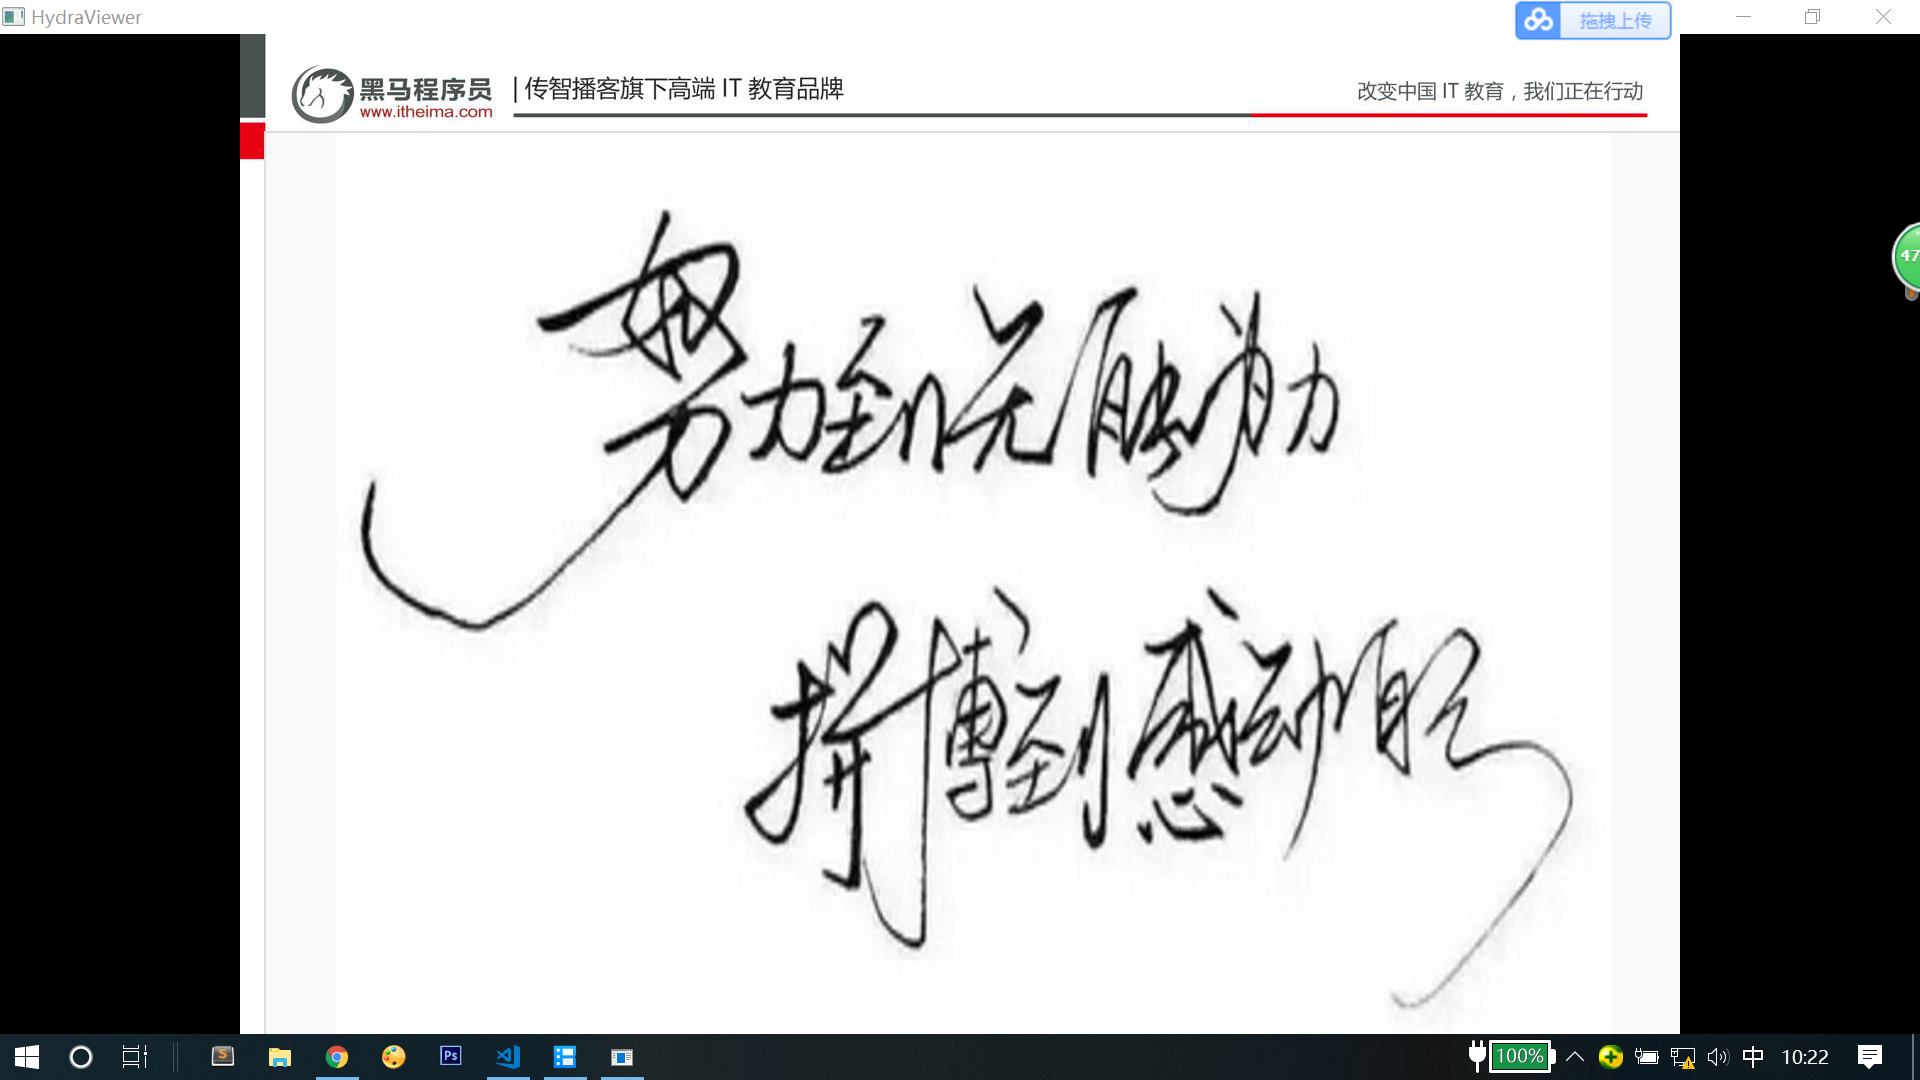 HydraViewer
拖拽上传
黑马程序员
www.itheima.com
传智播客旗下高端 IT 教育品牌
改变中国 IT 教育，我们正在行动
47
努力到无能为力
拼博到感动自己
S
Ps
100%
中
10:22